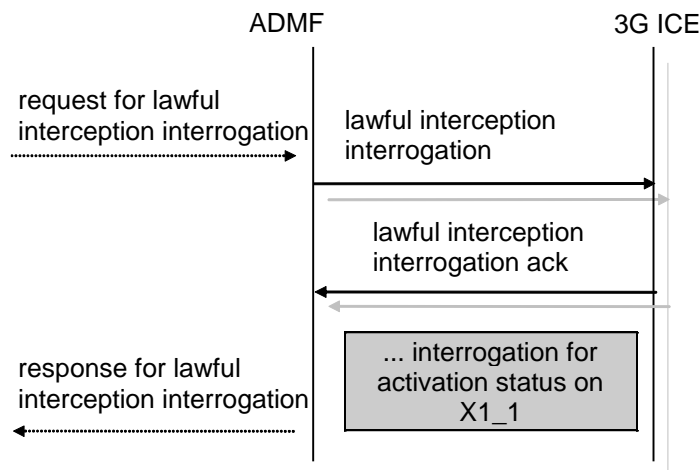 ADMF
3G ICE
request for lawful
interception interrogation
lawful interception
interrogation
lawful interception
interrogation ack
... interrogation for
activation status on
X1_1
response for lawful
interception interrogation